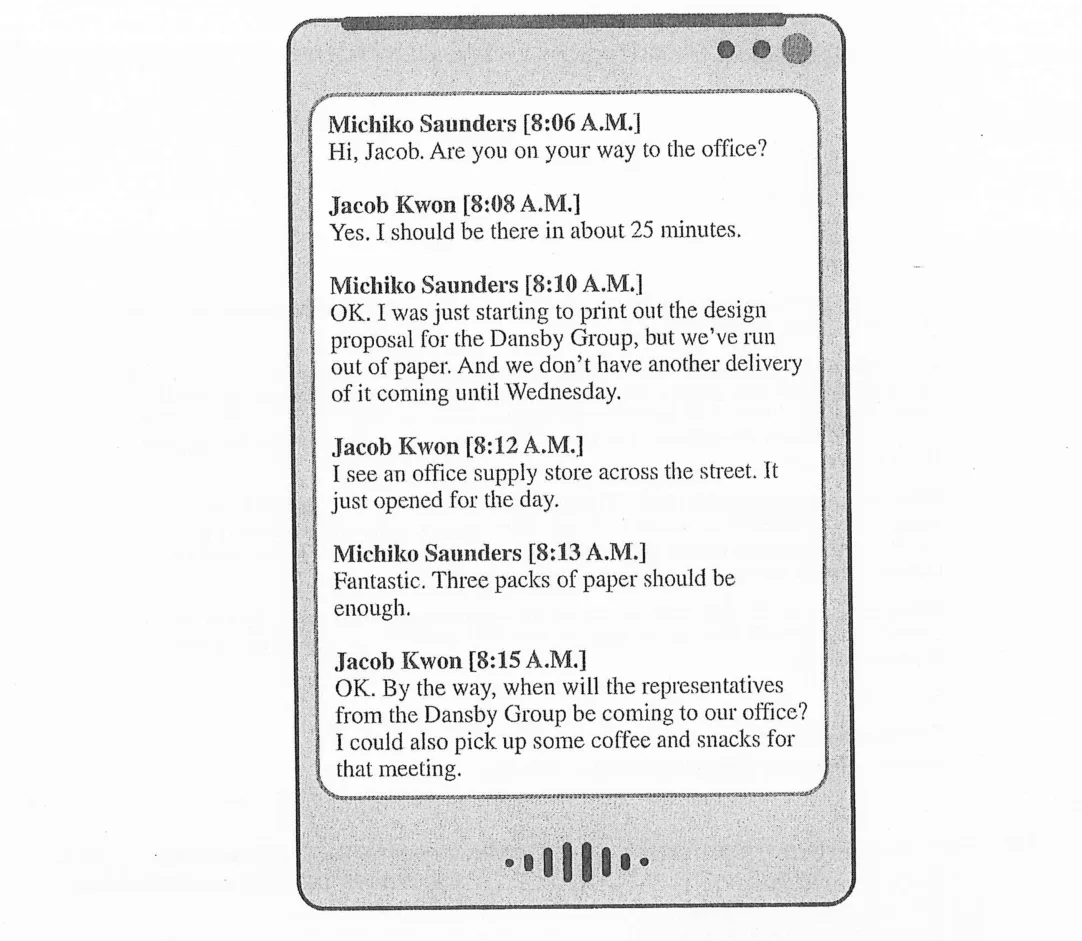 Michiko Saunders [8:06 A.M.]
Hi, Jacob. Are you on your way to the office?
Jacob Kwon [8:08 A.M.]
Yes. I should be there in about 25 minutes.
Michiko Saunders [8:10 A.M.]
OK. I was just starting to print out the design
proposal for the Dansby Group, but we've run
out of paper. And we don't have another delivery
of it coming until Wednesday.
Jacob Kwon [8:12 A.M.]
I see an office supply store across the street. It
just opened for the day.
Michiko Saunders [8:13 A.M.]
Fantastic. Three packs of paper should be
enough.
Jacob Kwon [8:15 A.M.]
OK. By the way, when will the representatives
from the Dansby Group be coming to our office?
I could also pick up some coffee and snacks for
that meeting.